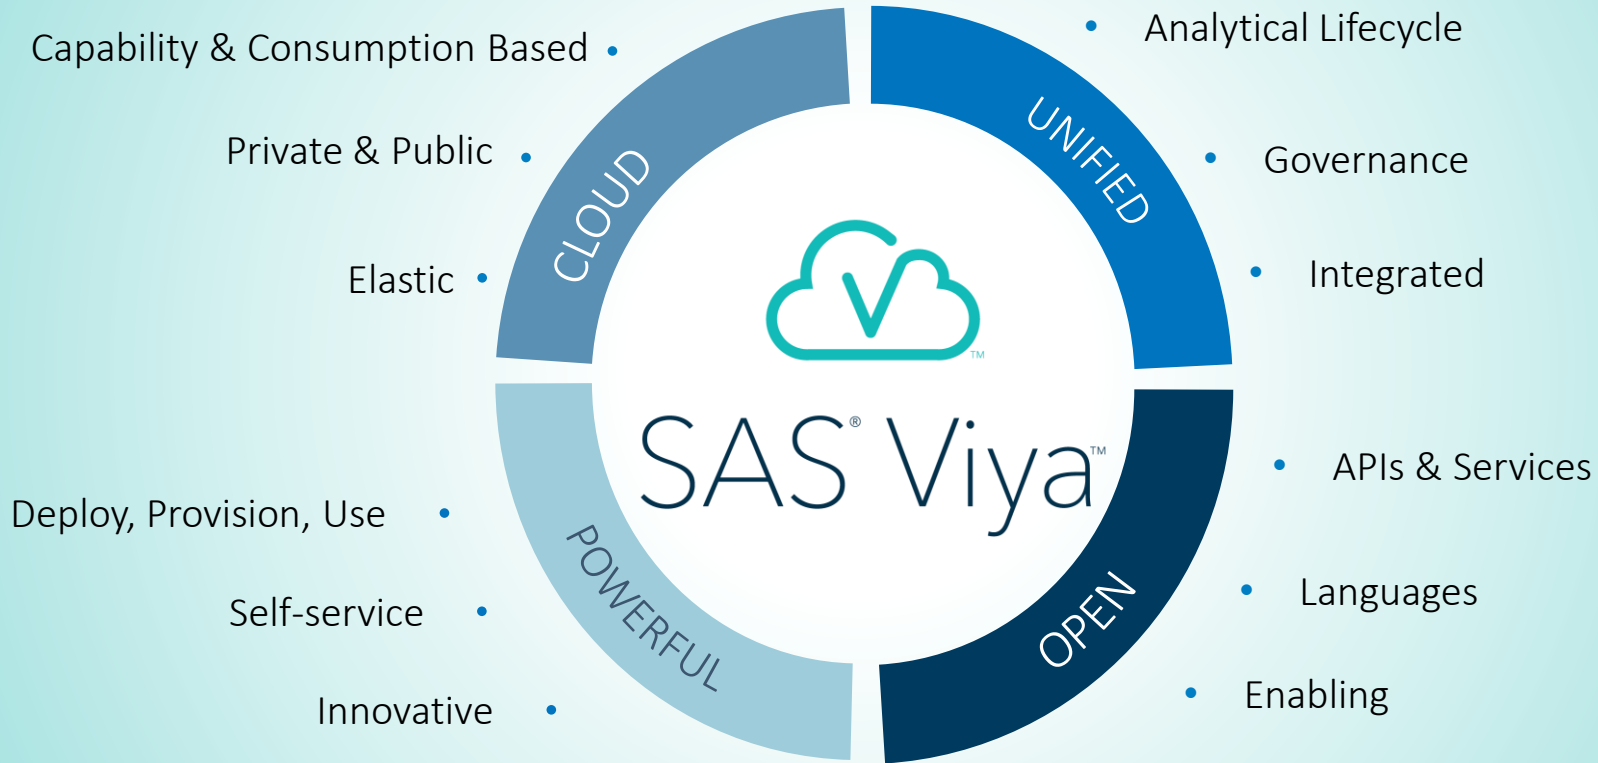 Capability & Consumption Based
Private & Public
Elastic
CLOUD
Analytical Lifecycle
Governance
Integrated
UNIFIED
™
SAS® Viya™
Deploy, Provision, Use
Self-service
Innovative
POWERFUL
APIs & Services
Languages
Enabling
OPEN